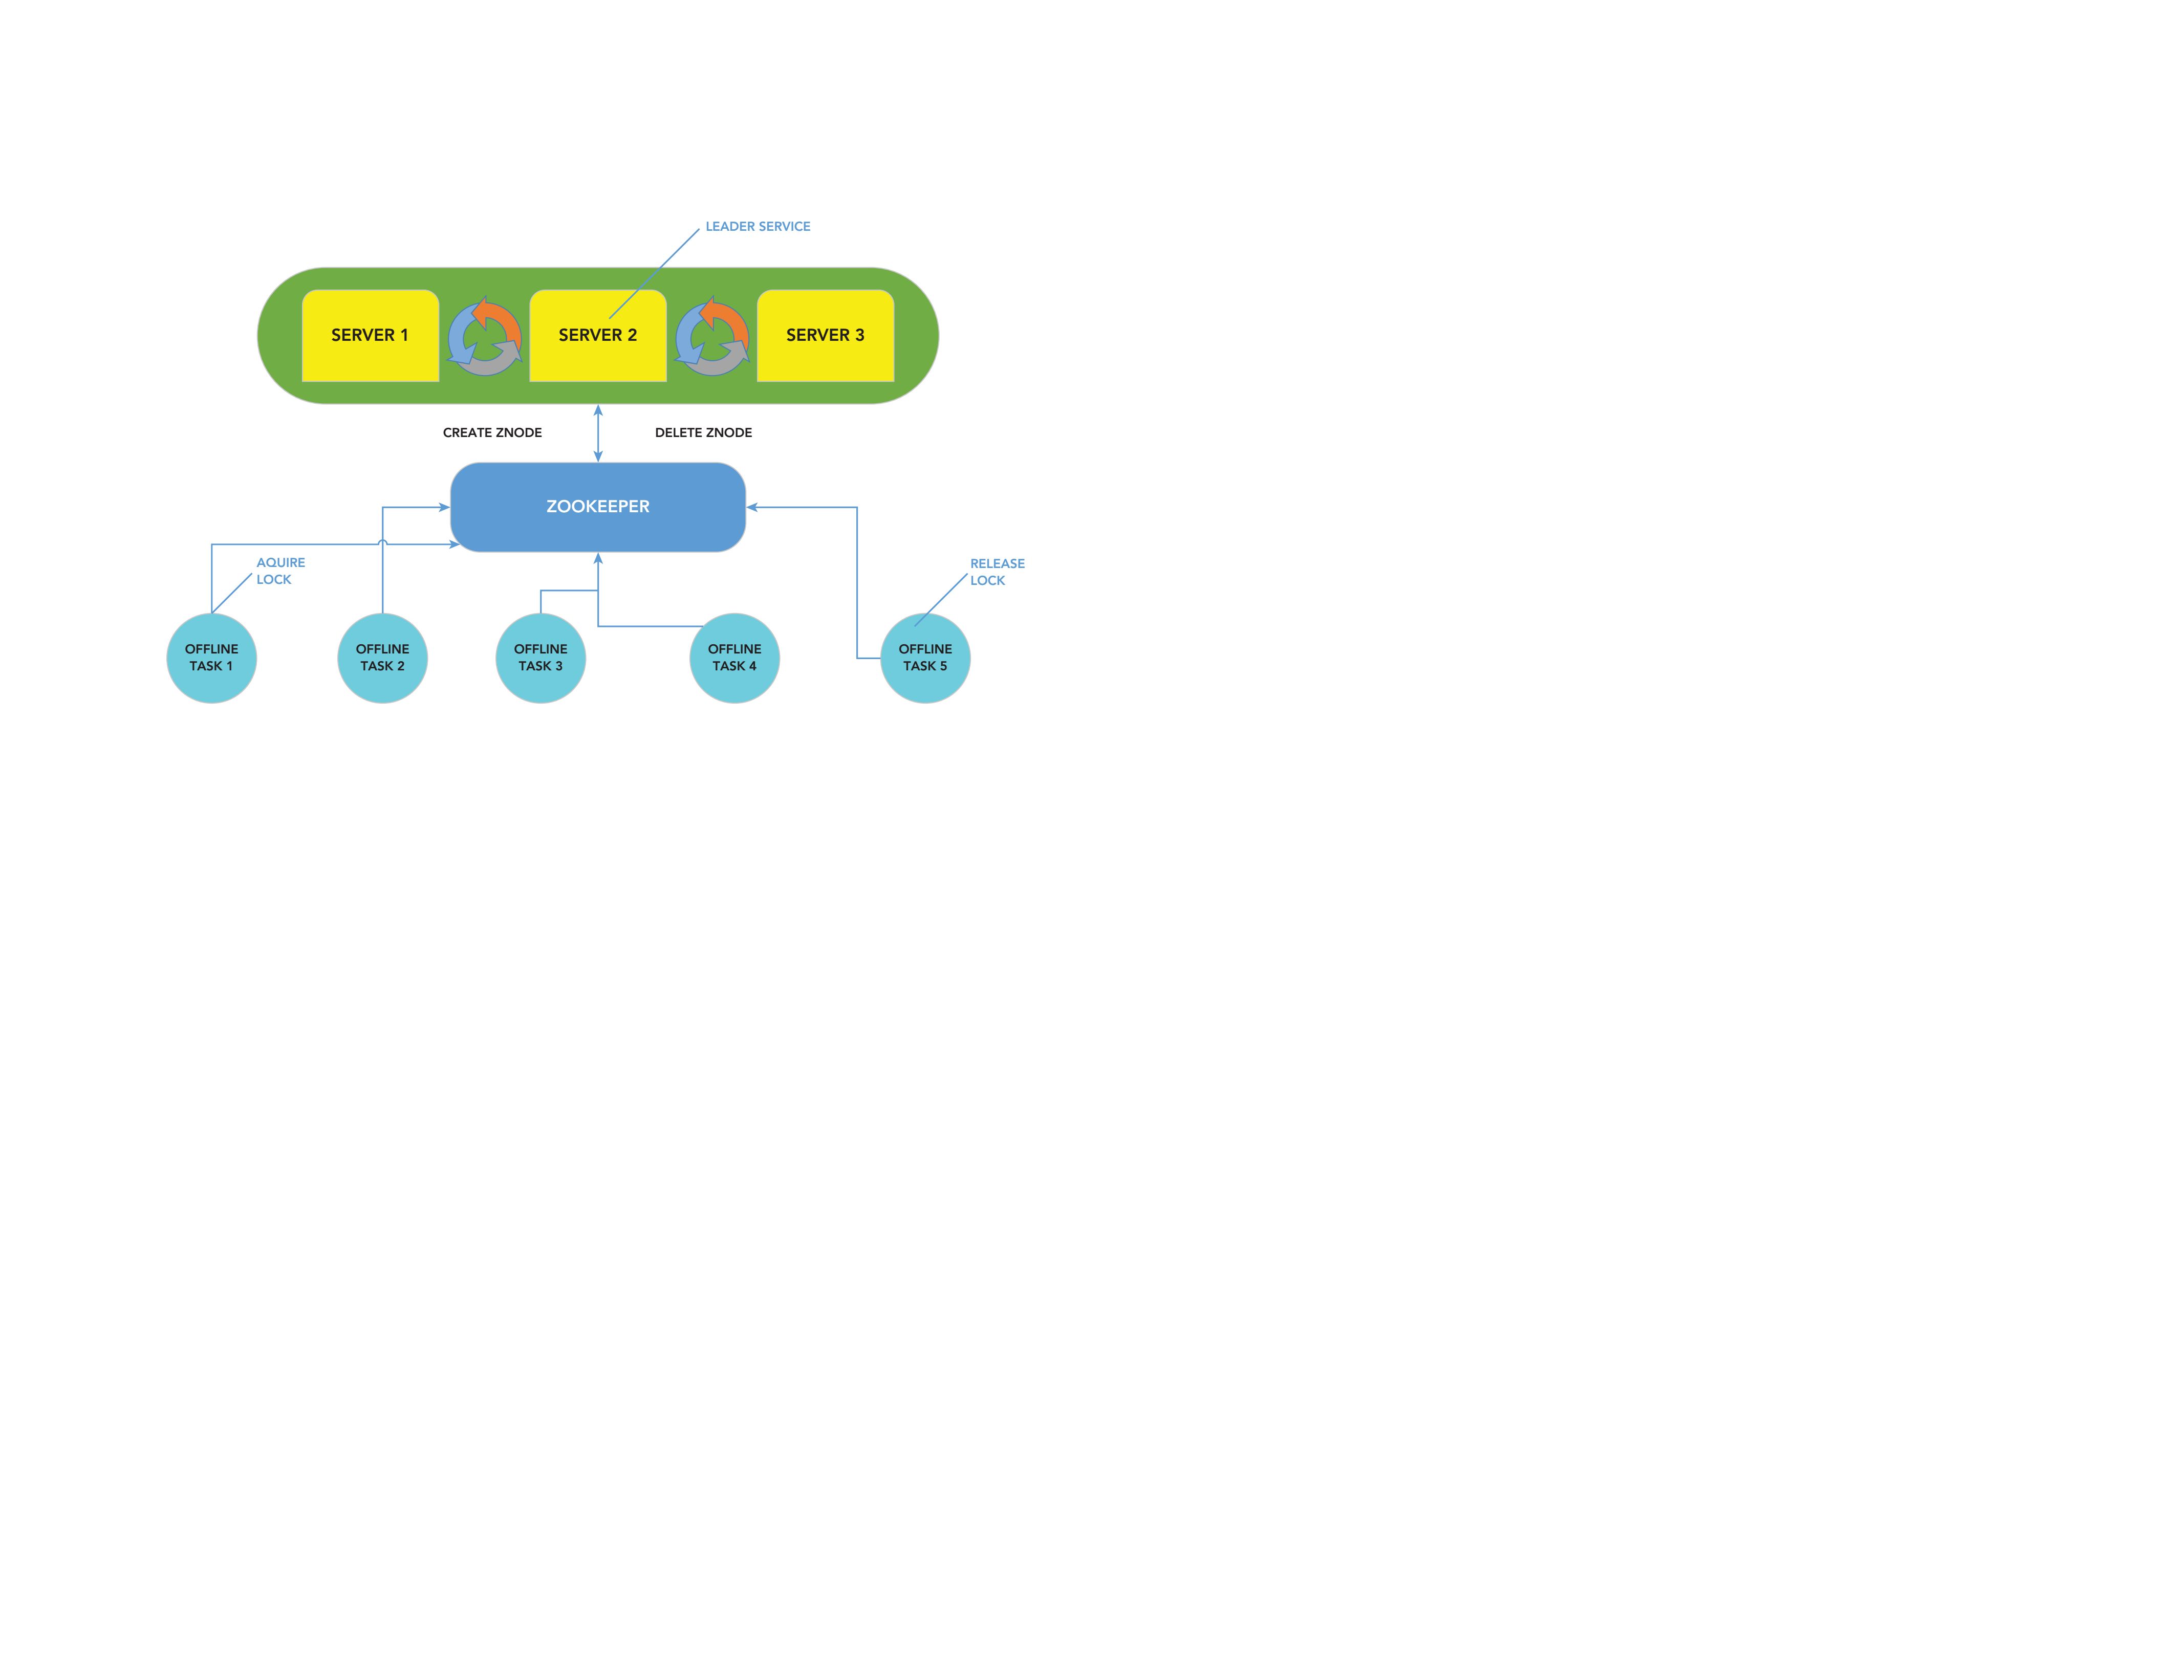 LEADER SERVICE
SERVER 1
SERVER 2
SERVER 3
CREATE ZNODE
DELETE ZNODE
ZOOKEEPER
AQUIRE
LOCK
RELEASE
LOCK
OFFLINE
TASK 1
OFFLINE
TASK 2
OFFLINE
TASK 3
OFFLINE
TASK 4
OFFLINE
TASK 5